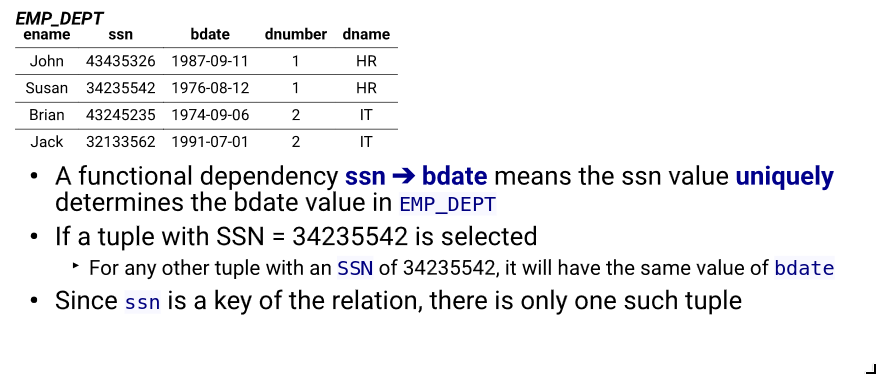 EMP_DEPT
ename ssn bdate dnumber dname
John 43435326 1987-09-11 1 HR
Susan 34235542 1976-08-12 1 HR
Brian 43245235 1974-09-06 2 IT
Jack 32133562 1991-07-01 2 IT
• A functional dependency ssn ➔ bdate means the ssn value uniquely
determines the bdate value in EMP_DEPT
• If a tuple with SSN = 34235542 is selected
‣ For any other tuple with an SSN of 34235542, it will have the same value of bdate
• Since ssn is a key of the relation, there is only one such tuple